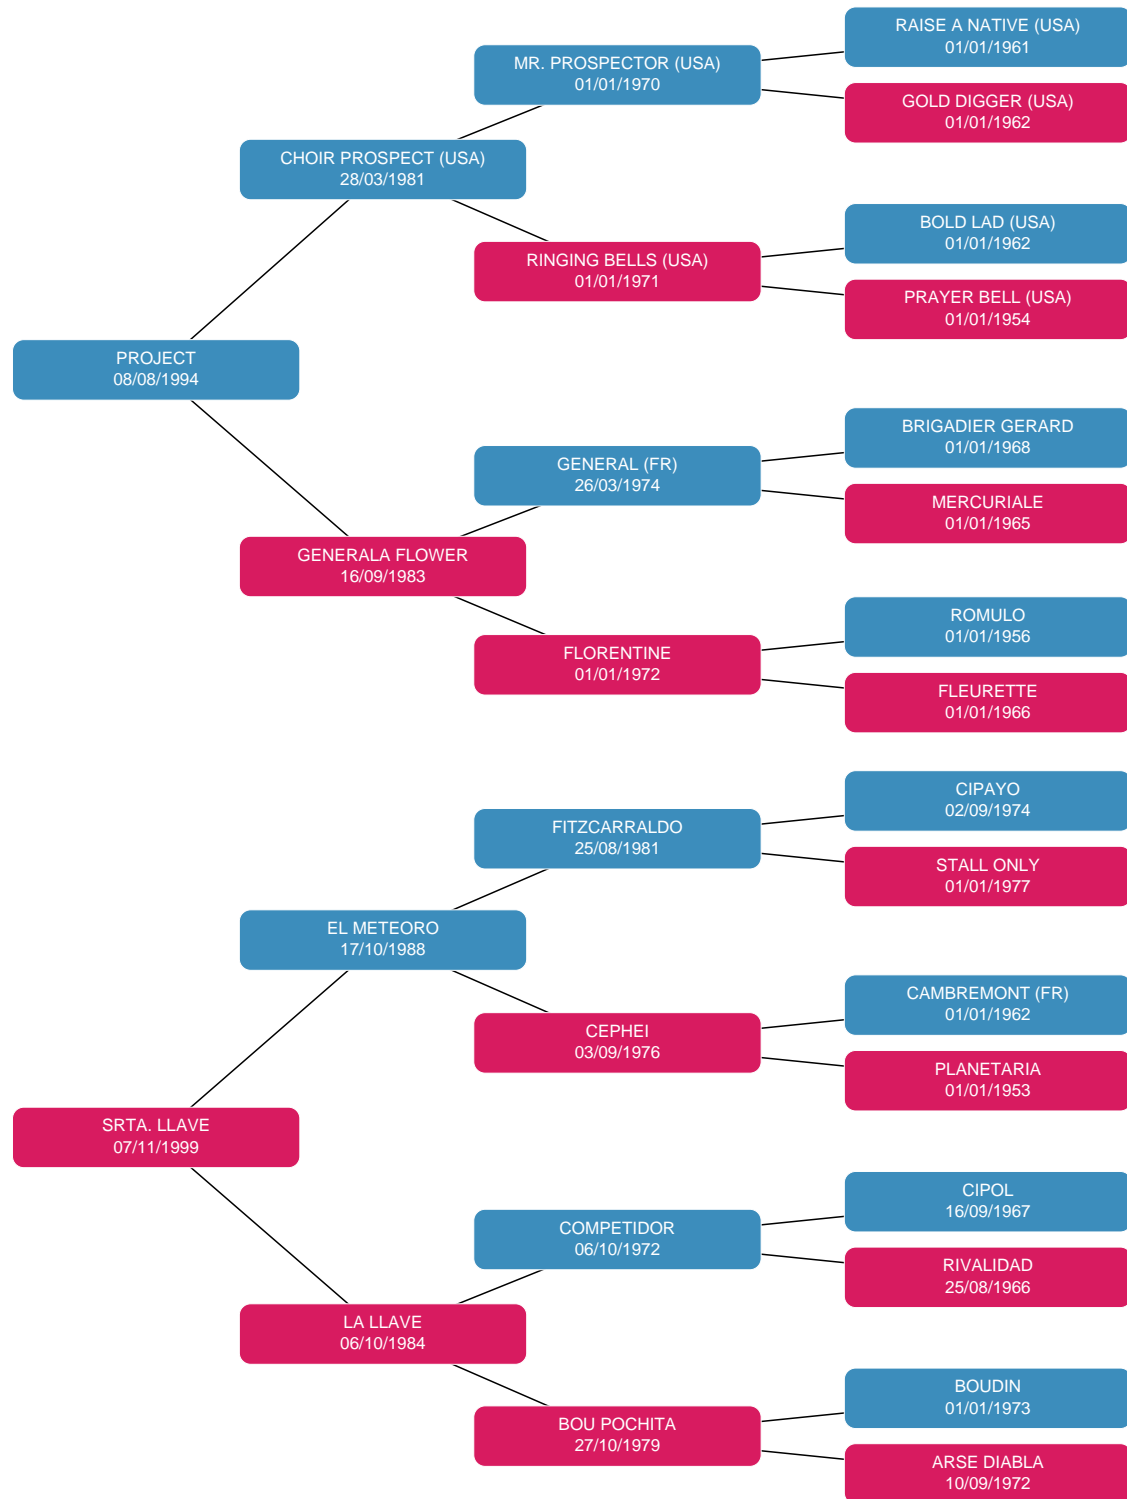 RAISE A NATIVE (USA)
01/01/1961
MR. PROSPECTOR (USA)
01/01/1970
GOLD DIGGER (USA)
01/01/1962
CHOIR PROSPECT (USA)
28/03/1981
BOLD LAD (USA)
01/01/1962
RINGING BELLS (USA)
01/01/1971
PRAYER BELL (USA)
01/01/1954
PROJECT
08/08/1994
BRIGADIER GERARD
01/01/1968
GENERAL (FR)
26/03/1974
MERCURIALE
01/01/1965
GENERALA FLOWER
16/09/1983
ROMULO
01/01/1956
FLORENTINE
01/01/1972
FLEURETTE
01/01/1966
CIPAYO
02/09/1974
FITZCARRALDO
25/08/1981
STALL ONLY
01/01/1977
EL METEORO
17/10/1988
CAMBREMONT (FR)
01/01/1962
CEPHEI
03/09/1976
PLANETARIA
01/01/1953
SRTA. LLAVE
07/11/1999
CIPOL
16/09/1967
COMPETIDOR
06/10/1972
RIVALIDAD
25/08/1966
LA LLAVE
06/10/1984
BOUDIN
01/01/1973
BOU POCHITA
27/10/1979
ARSE DIABLA
10/09/1972